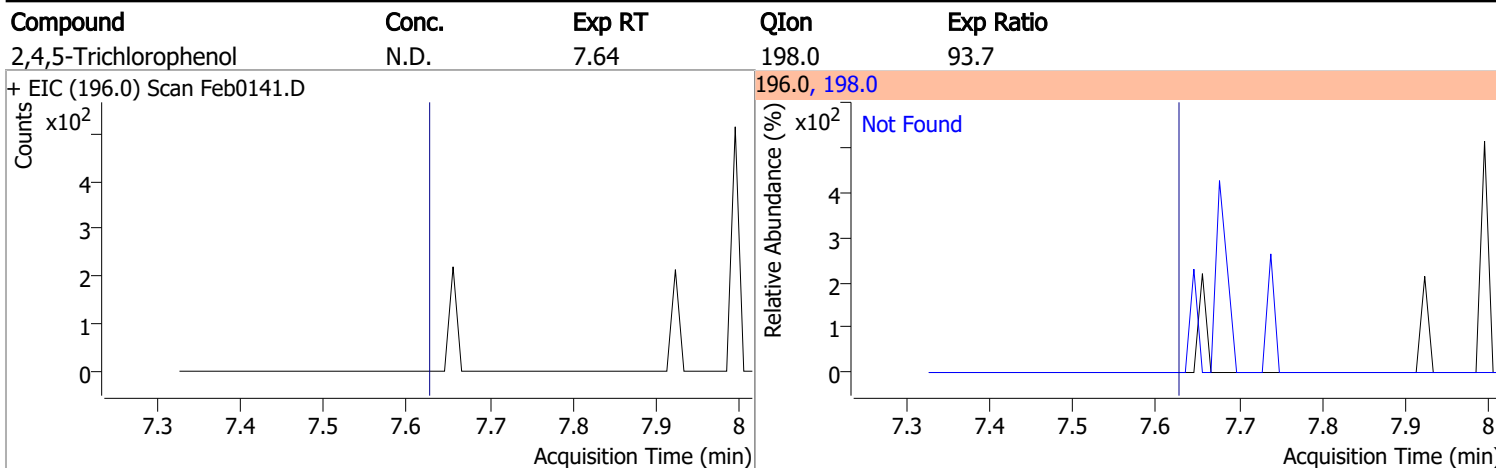 Compound Conc. Exp RT QIon Exp Ratio
2,4,5-Trichlorophenol N.D. 7.64 198.0 93.7
+ EIC (196.0) Scan Feb0141.D
Counts
x10²
4
3
2
1
0
7.3 7.4 7.5 7.6 7.7 7.8 7.9 8
Acquisition Time (min)
196.0, 198.0
Relative Abundance (%)
x10²
Not Found
4
3
2
1
0
7.3 7.4 7.5 7.6 7.7 7.8 7.9 8
Acquisition Time (min)